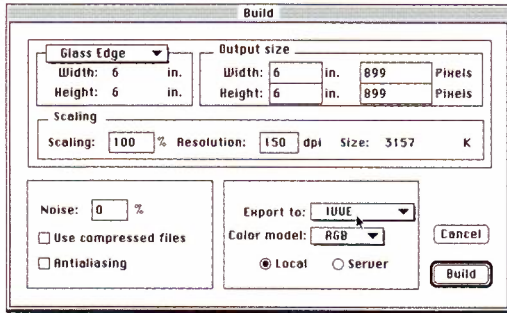 Build
Glass Edge
Width: 6 in.
Height: 6 in.
Output size
Width: 6 in. 899 Pixels
Height: 6 in. 899 Pixels
Scaling
Scaling: 100 % Resolution: 150 dpi Size: 3157 K
Noise: 0 %
Use compressed files
Antialiasing
Export to: IVUE
Color model: RGB
Local Server
Cancel
Build